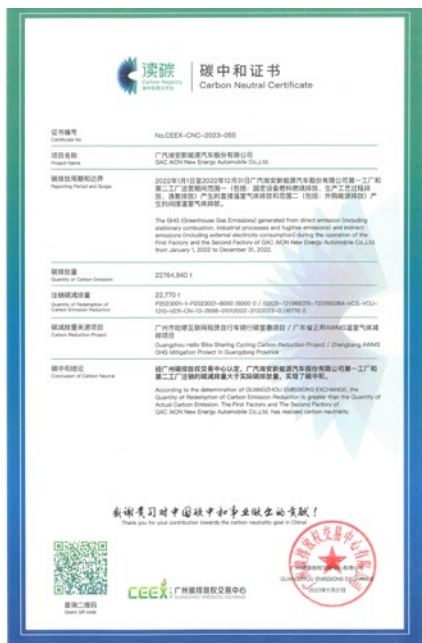 读碳
Carbon Registry
碳中和证书
Carbon Neutral Certificate
证书编号
Certificate No
No.CEEX-CNC-2023-055
项目名称
Project Name
广汽埃安新能源汽车股份有限公司
GAC AION New Energy Automobile Co.,Ltd.
碳排放周期和边界
Reporting Period and Scope
2022年1月1日至2022年12月31日广汽埃安新能源汽车股份有限公司第一工厂和
第二工厂运营期间范围一（包括：固定设备燃料燃烧排放、生产工艺过程排
放、逸散排放）产生的直接温室气体排放和范围二（包括：外购能源排放）产
生的间接温室气体排放。
The GHG (Greenhouse Gas Emissions) generated from direct emission (including
stationary combustion, industrial processes and fugitive emissions) and indirect
emissions (including external electricity consumption) during the operation of the
First Factory and the Second Factory of GAC AION New Energy Automobile Co.,Ltd.
from January 1, 2022 to December 31, 2022.
碳排放量
Quantity of Carbon Emission
22764.940 t
注销碳减排量
Quantity of Redemption of
Carbon Emission Reduction
22,770 t
碳减排量来源项目
Carbon Reduction Project
广州市哈啰互联网租赁自行车骑行碳普惠项目 / 广东省正邦AWMS温室气体减
排项目
Guangzhou Hello Bike Sharing Cycling Carbon Reduction Project / Zhengbang AWMS
GHG Mitigation Project in Guangdong Province
碳中和结论
Conclusion of Carbon Neutral
经广州碳排放权交易中心认定，广汽埃安新能源汽车股份有限公司第一工厂和
第二工厂注销的碳减排量大于实际碳排放量，实现了碳中和。
According to the determination of GUANGZHOU EMISSIONS EXCHANGE, the
Quantity of Redemption of Carbon Emission Reduction is greater than the Quantity of
Actual Carbon Emission. The First Factory and The Second Factory of
GAC AION New Energy Automobile Co.,Ltd. has realized carbon neutrality.
感谢贵司对中国碳中和事业做出的贡献！
Thank you for your contribution towards the carbon neutrality goal in China!
查询二维码
Query QR code
CEEX
广州碳排放权交易中心
GUANGZHOU EMISSIONS EXCHANGE
广州碳排放权交易中心有限公司
GUANGZHOU EMISSIONS EXCHANGE